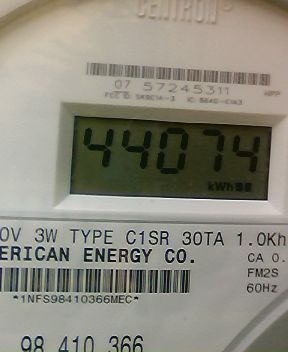 CENTRON®
07 57245311
44074
kWh
0V 3W TYPE C1SR 30TA 1.0Kh
ERICAN ENERGY CO.
CA 0.
FM2S
*1NFS98410366MEC*
60Hz
98 410 366